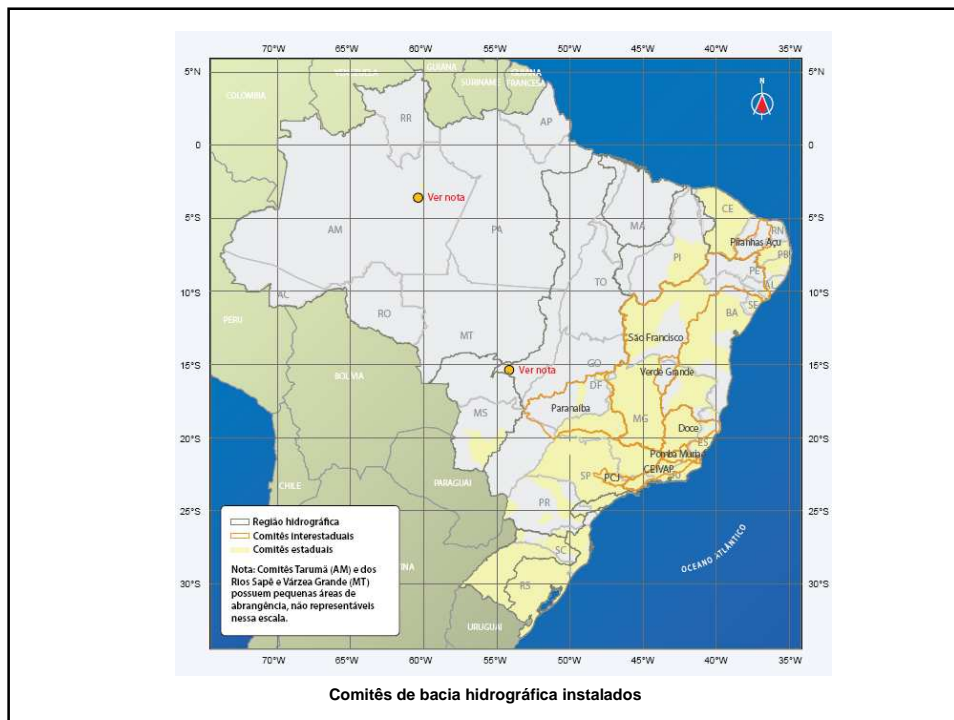 70°W 65°W 60°W 55°W 50°W 45°W 40°W 35°W
5°N VENEZUELA GUIANA SURINAME GUIANA FRANCESA 5°N
COLÔMBIA
N
RR AP
0 0
Ver nota
CE
5°S 5°S
AM PA MA RN
Piranhas Açu
PI PB
TO PE
AL
10°S AC 10°S
SE
RO BA
PERU
MT São Francisco
15°S Ver nota GO 15°S
Verde Grande
BOLÍVIA DF
MS Paranaíba MG
Doce
20°S ES 20°S
Pomba Muriaé
CEIVAP
PARAGUAI SP PCJ RJ
CHILE
PR
25°S 25°S
Região hidrográfica
Comitês interestaduais SC
Comitês estaduais
OCEANO ATLÂNTICO
Nota: Comitês Tarumã (AM) e dos
Rios Sapê e Várzea Grande (MT)
possuem pequenas áreas de
abrangência, não representáveis
nessa escala.
RS
30°S 30°S
URUGUAI
70°W 65°W 60°W 55°W 50°W 45°W 40°W 35°W
Comitês de bacia hidrográfica instalados